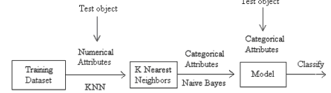 Test object
Test object
Numerical
Attributes
Categorical
Attributes
Categorical
Attributes
Training
Dataset
KNN
K Nearest
Neighbors
Naive Bayes
Model
Classify